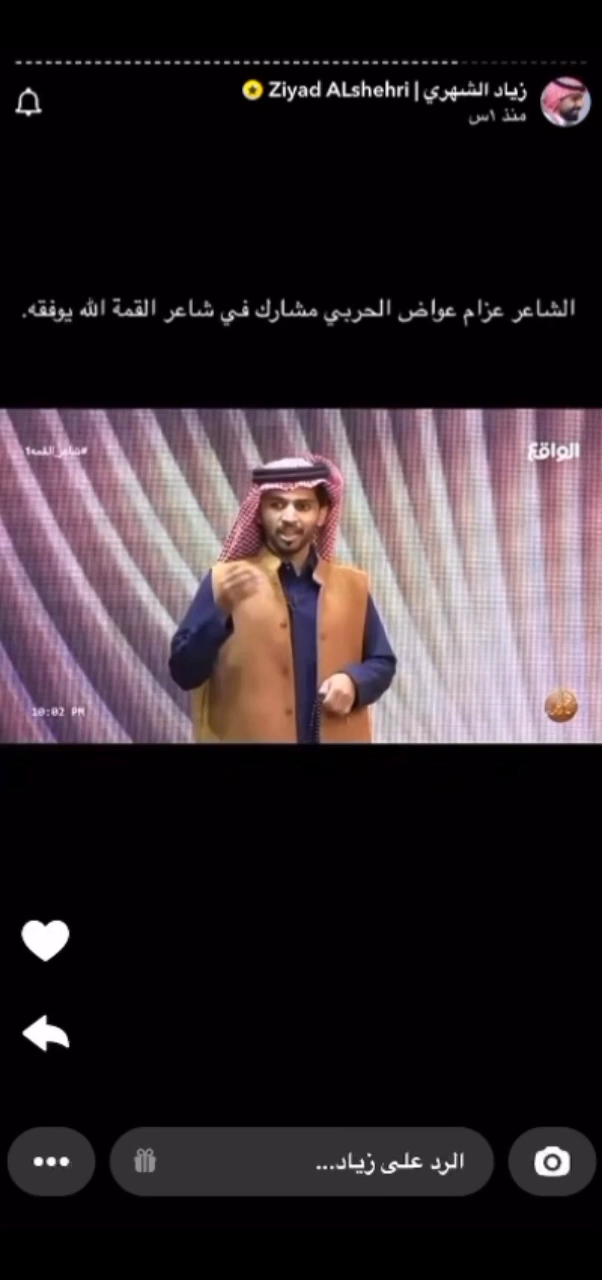 زياد الشهري | Ziyad ALshehri
منذ ١س
الشاعر عزام عواض الحربي مشارك في شاعر القمة الله يوفقه.
#شاعر_القمة1
الواقع
10:02 PM
الرد على زياد...